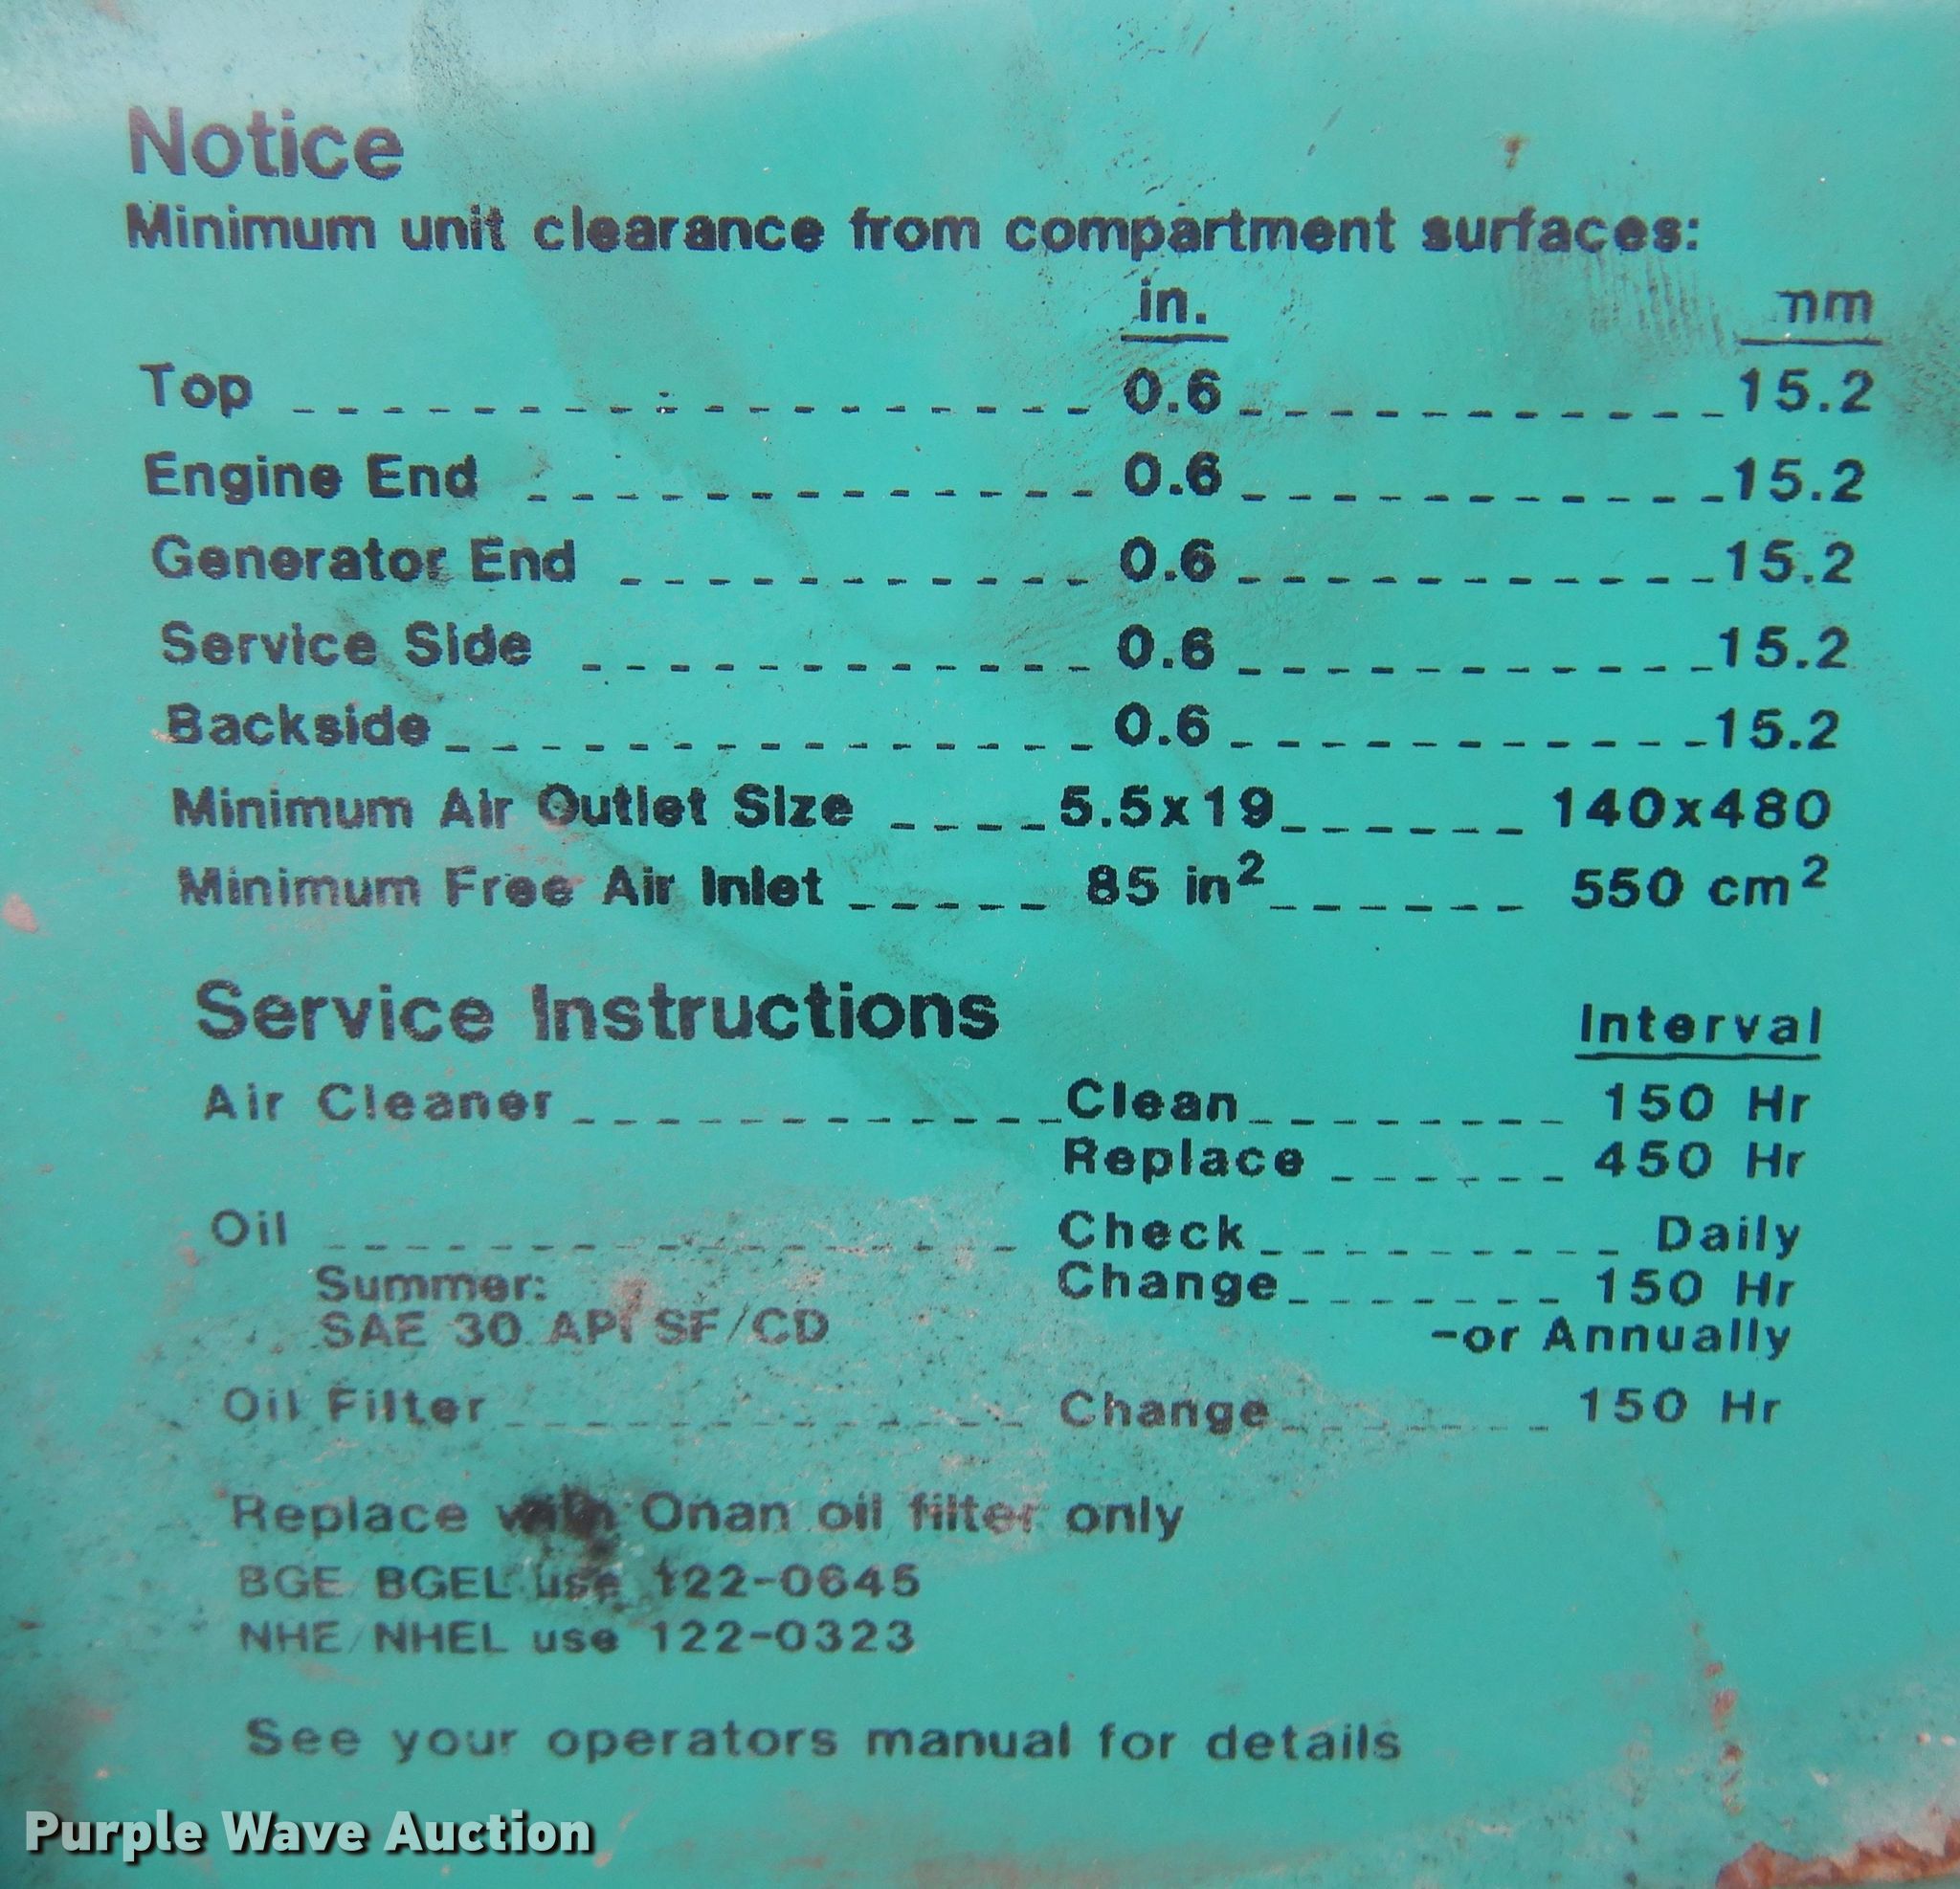 Notice
Minimum unit clearance from compartment surfaces:
in. mm
Top 0.6 15.2
Engine End 0.6 15.2
Generator End 0.6 15.2
Service Side 0.6 15.2
Backside 0.6 15.2
Minimum Air Outlet Size 5.5x19 140x480
Minimum Free Air Inlet 85 in² 550 cm²
Service Instructions Interval
Air Cleaner Clean 150 Hr
Replace 450 Hr
Oil Check Daily
Summer: Change 150 Hr
SAE 30 API SF/CD -or Annually
Oil Filter Change 150 Hr
Replace with Onan oil filter only
BGE/BGEL use 122-0645
NHE/NHEL use 122-0323
See your operators manual for details
Purple Wave Auction